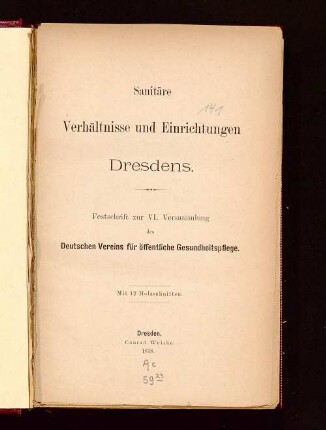 Sanitäre
141
Verhältnisse und Einrichtungen
Dresdens.
Festschrift zur VI. Versammlung
des
Deutschen Vereins für öffentliche Gesundheitspflege.
Mit 12 Holzschnitten.
Dresden.
Conrad Weiske.
1878.